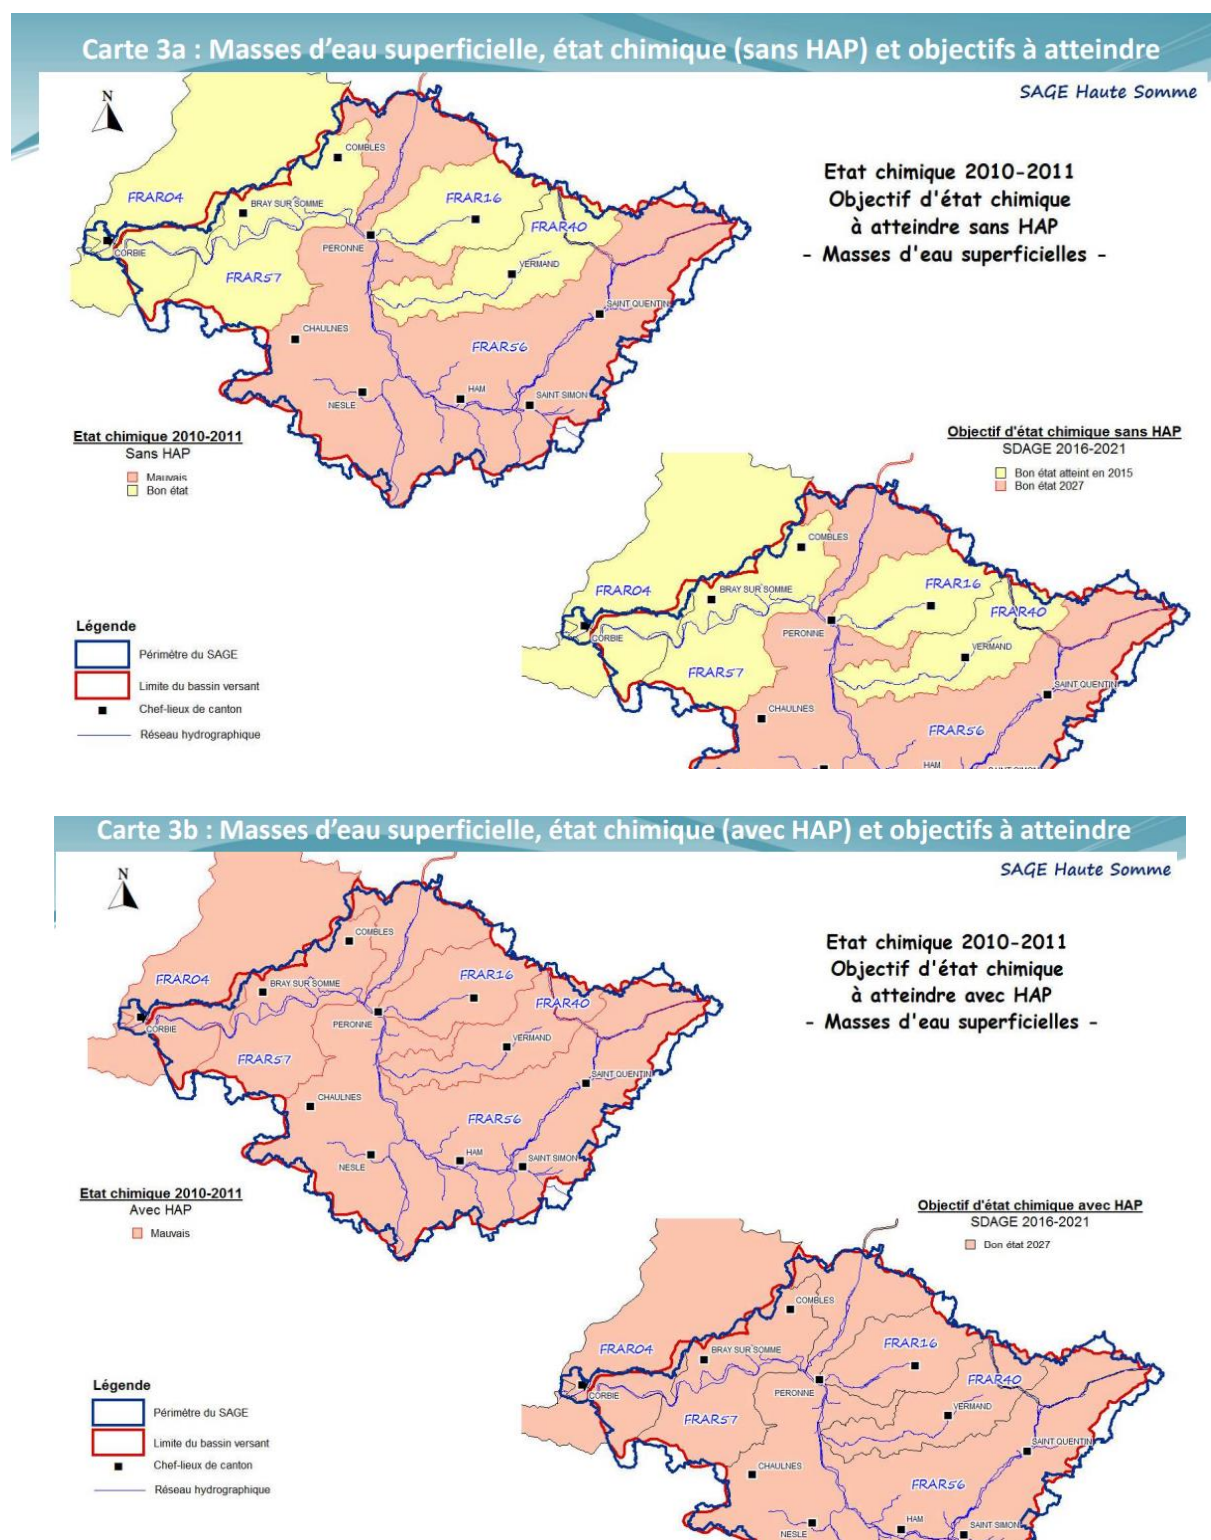 Carte 3a : Masses d'eau superficielle, état chimique (sans HAP) et objectifs à atteindre
SAGE Haute Somme
N
Etat chimique 2010-2011
Objectif d'état chimique
à atteindre sans HAP
- Masses d'eau superficielles -
COMBLES
FRAR04
BRAY SUR SOMME
FRAR16
FRAR40
PERONNE
CORBIE
FRAR57
VERMAND
SAINT QUENTIN
CHAULNES
FRAR56
HAM
NESLE
SAINT SIMON
Etat chimique 2010-2011
Sans HAP
Mauvais
Bon état
Objectif d'état chimique sans HAP
SDAGE 2016-2021
Bon état atteint en 2015
Bon état 2027
COMBLES
FRAR04
BRAY SUR SOMME
FRAR16
FRAR40
PERONNE
CORBIE
VERMAND
FRAR57
SAINT QUENTIN
CHAULNES
FRAR56
HAM
SAINT SIMON
Légende
Périmètre du SAGE
Limite du bassin versant
Chef-lieux de canton
Réseau hydrographique
Carte 3b : Masses d'eau superficielle, état chimique (avec HAP) et objectifs à atteindre
SAGE Haute Somme
N
Etat chimique 2010-2011
Objectif d'état chimique
à atteindre avec HAP
- Masses d'eau superficielles -
COMBLES
FRAR04
BRAY SUR SOMME
FRAR16
FRAR40
PERONNE
CORBIE
VERMAND
FRAR57
SAINT QUENTIN
CHAULNES
FRAR56
HAM
NESLE
SAINT SIMON
Etat chimique 2010-2011
Avec HAP
Mauvais
Objectif d'état chimique avec HAP
SDAGE 2016-2021
Don état 2027
COMBLES
FRAR04
BRAY SUR SOMME
FRAR16
FRAR40
PERONNE
CORBIE
VERMAND
FRAR57
SAINT QUENTIN
CHAULNES
FRAR56
HAM
NESLE
SAINT SIMON
Légende
Périmètre du SAGE
Limite du bassin versant
Chef-lieux de canton
Réseau hydrographique